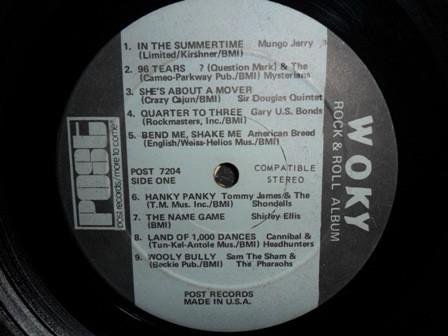 1. IN THE SUMMERTIME Mungo Jerry
(Limited/Kirshner/BMI)
2. 96 TEARS ? (Question Mark) & The
(Cameo-Parkway Pub./BMI) Mysterians
3. SHE'S ABOUT A MOVER
(Crazy Cajun/BMI) Sir Douglas Quintet
4. QUARTER TO THREE Gary U.S. Bonds
(Rockmasters, Inc./BMI)
5. BEND ME, SHAKE ME American Breed
(English/Weiss-Helios Mus./BMI)
POST 7204
SIDE ONE
COMPATIBLE
STEREO
6. HANKY PANKY Tommy James & The
(T.M. Mus. Inc./BMI) Shondells
7. THE NAME GAME Shirley Ellis
(BMI)
8. LAND OF 1,000 DANCES Cannibal &
(Tun-Kel-Antole Mus./BMI) Headhunters
9. WOOLY BULLY Sam The Sham &
(Beckie Pub./BMI) The Pharaohs
POST RECORDS
MADE IN U.S.A.
POST
post records/more to come
WOKY
ROCK & ROLL ALBUM